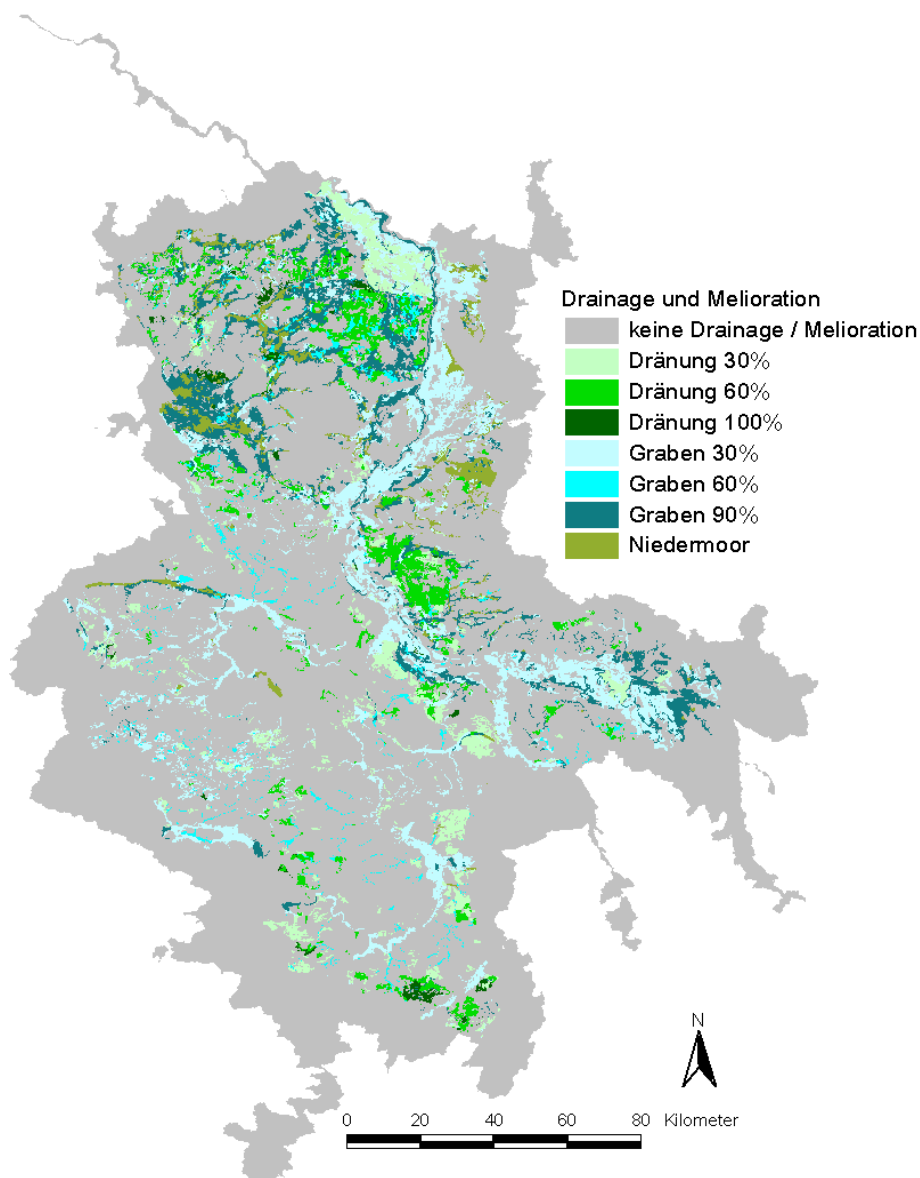 Drainage und Melioration
keine Drainage / Melioration
Dränung 30%
Dränung 60%
Dränung 100%
Graben 30%
Graben 60%
Graben 90%
Niedermoor
N
0 20 40 60 80 Kilometer